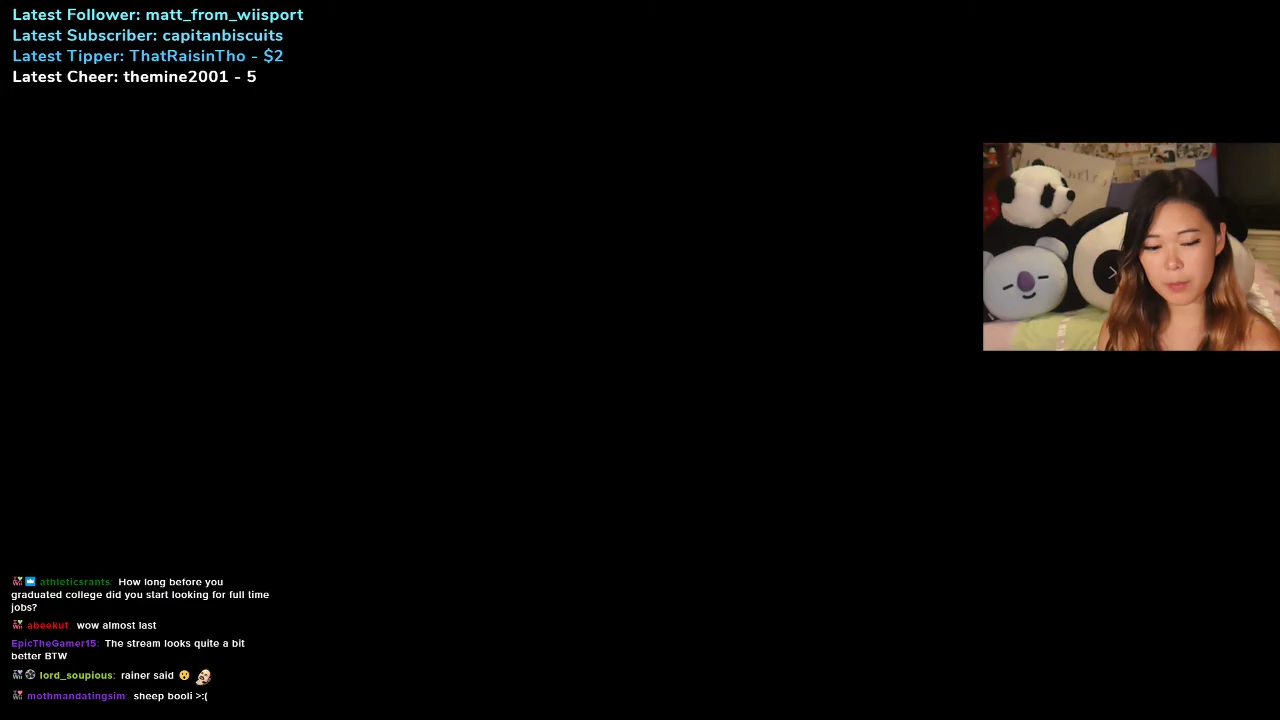 Latest Follower: matt_from_wiisport
Latest Subscriber: capitanbiscuits
Latest Tipper: ThatRaisinTho - $2
Latest Cheer: themine2001 - 5
athleticsrants: How long before you
graduated college did you start looking for full time
jobs?
abeekuf: wow almost last
EpicTheGamer15: The stream looks quite a bit
better BTW
lord_soupious: rainer said 😮
mothmandatingsim: sheep booli >:(